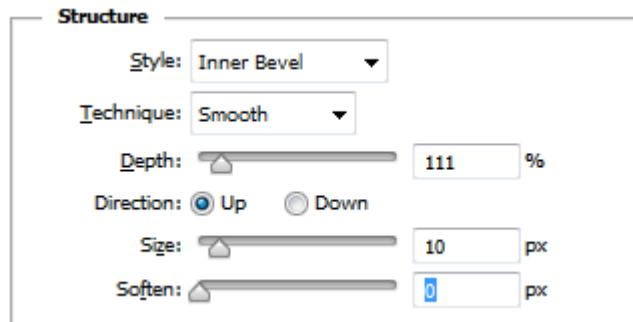 Structure
Style: Inner Bevel
Technique: Smooth
Depth: 111 %
Direction: Up Down
Size: 10 px
Soften: 0 px